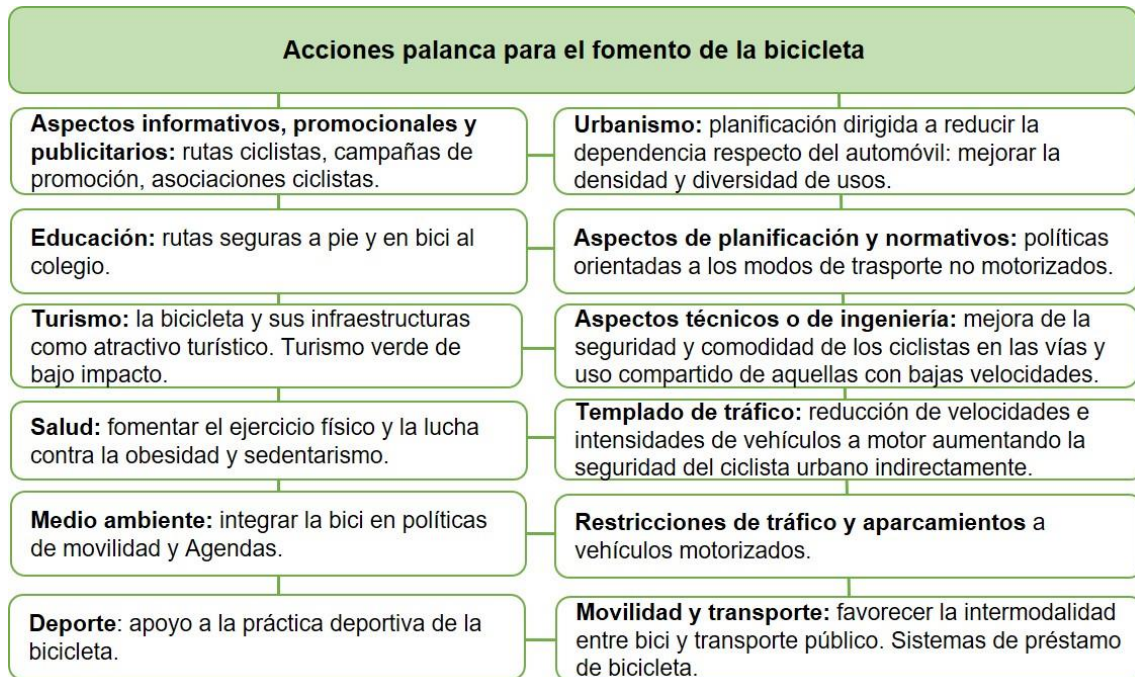 Acciones palanca para el fomento de la bicicleta
Aspectos informativos, promocionales y
publicitarios: rutas ciclistas, campañas de
promoción, asociaciones ciclistas.
Urbanismo: planificación dirigida a reducir la
dependencia respecto del automóvil: mejorar la
densidad y diversidad de usos.
Educación: rutas seguras a pie y en bici al
colegio.
Aspectos de planificación y normativos: políticas
orientadas a los modos de trasporte no motorizados.
Turismo: la bicicleta y sus infraestructuras
como atractivo turístico. Turismo verde de
bajo impacto.
Aspectos técnicos o de ingeniería: mejora de la
seguridad y comodidad de los ciclistas en las vías y
uso compartido de aquellas con bajas velocidades.
Salud: fomentar el ejercicio físico y la lucha
contra la obesidad y sedentarismo.
Templado de tráfico: reducción de velocidades e
intensidades de vehículos a motor aumentando la
seguridad del ciclista urbano indirectamente.
Medio ambiente: integrar la bici en políticas
de movilidad y Agendas.
Restricciones de tráfico y aparcamientos a
vehículos motorizados.
Deporte: apoyo a la práctica deportiva de la
bicicleta.
Movilidad y transporte: favorecer la intermodalidad
entre bici y transporte público. Sistemas de préstamo
de bicicleta.